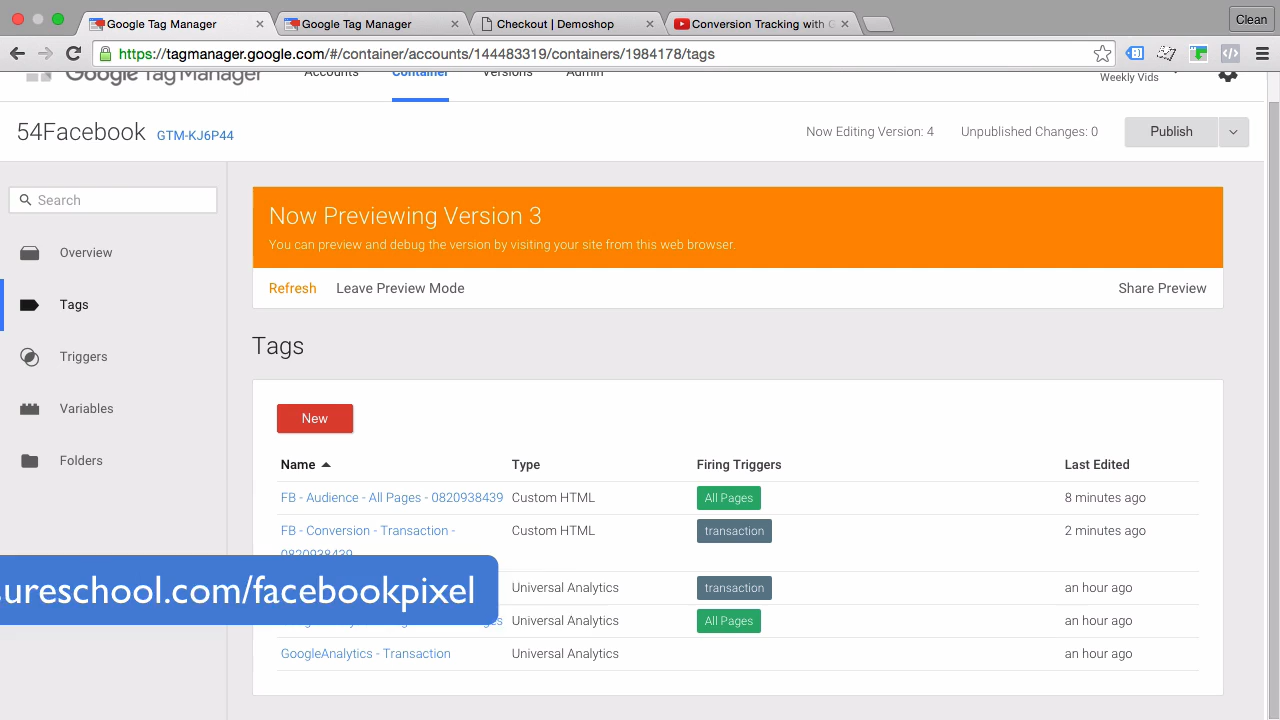 Google Tag Manager
Google Tag Manager
Checkout | Demoshop
Conversion Tracking with G
Clean
https://tagmanager.google.com/#/container/accounts/144483319/containers/1984178/tags
Google Tag Manager
Accounts
Container
Versions
Admin
Weekly Vids
54Facebook GTM-KJ6P44
Now Editing Version: 4
Unpublished Changes: 0
Publish
Search
Overview
Tags
Triggers
Variables
Folders
Now Previewing Version 3
You can preview and debug the version by visiting your site from this web browser.
Refresh Leave Preview Mode Share Preview
Tags
New
Name Type Firing Triggers Last Edited
FB - Audience - All Pages - 0820938439 Custom HTML All Pages 8 minutes ago
FB - Conversion - Transaction - Custom HTML transaction 2 minutes ago
0820938439
Universal Analytics transaction an hour ago
Universal Analytics All Pages an hour ago
GoogleAnalytics - Transaction Universal Analytics an hour ago
ureschool.com/facebookpixel